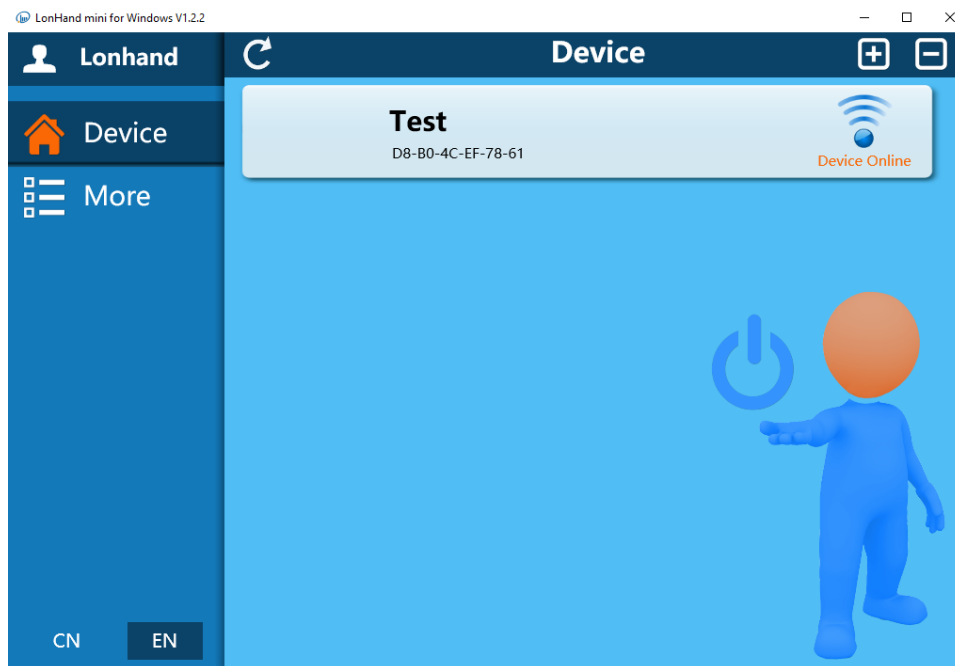 LonHand mini for Windows V1.2.2
Lonhand
Device
Device
More
Test
D8-B0-4C-EF-78-61
Device Online
CN
EN